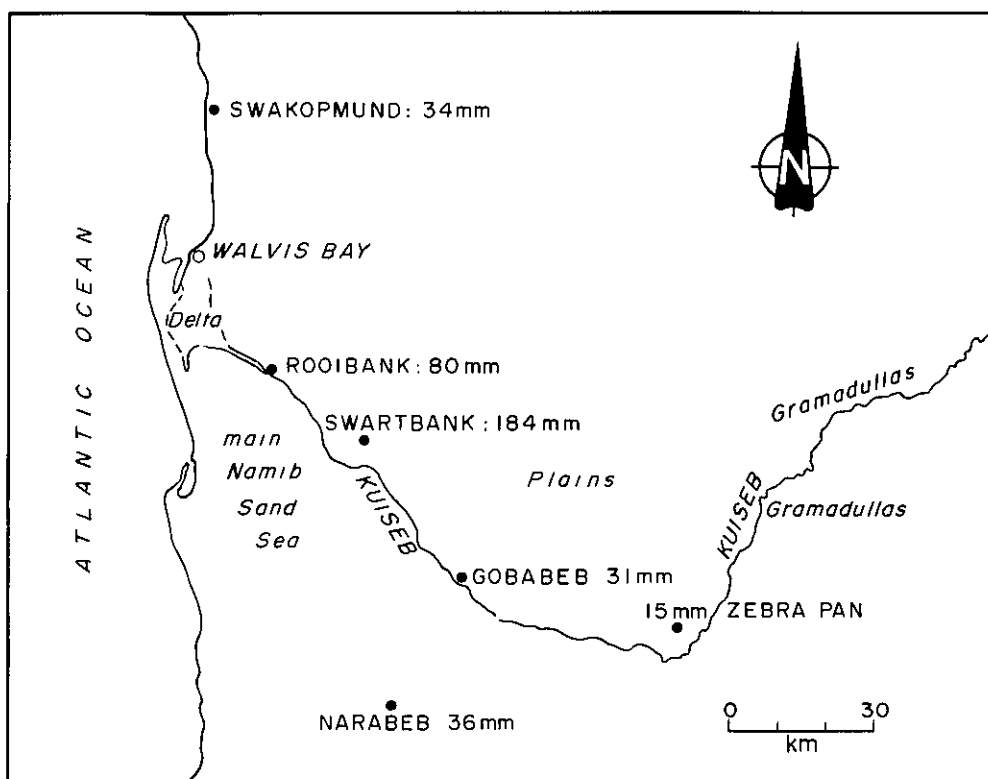 SWAKOPMUND: 34mm
N
WALVIS BAY
ATLANTIC OCEAN
Delta
ROOIBANK: 80mm
Gramadullas
SWARTBANK: 184mm
main
Namib
Sand
Sea
Plains
KUISEB
KUISEB
Gramadullas
GOBABEB 31mm
15mm ZEBRA PAN
NARABEB 36mm
0 30
km